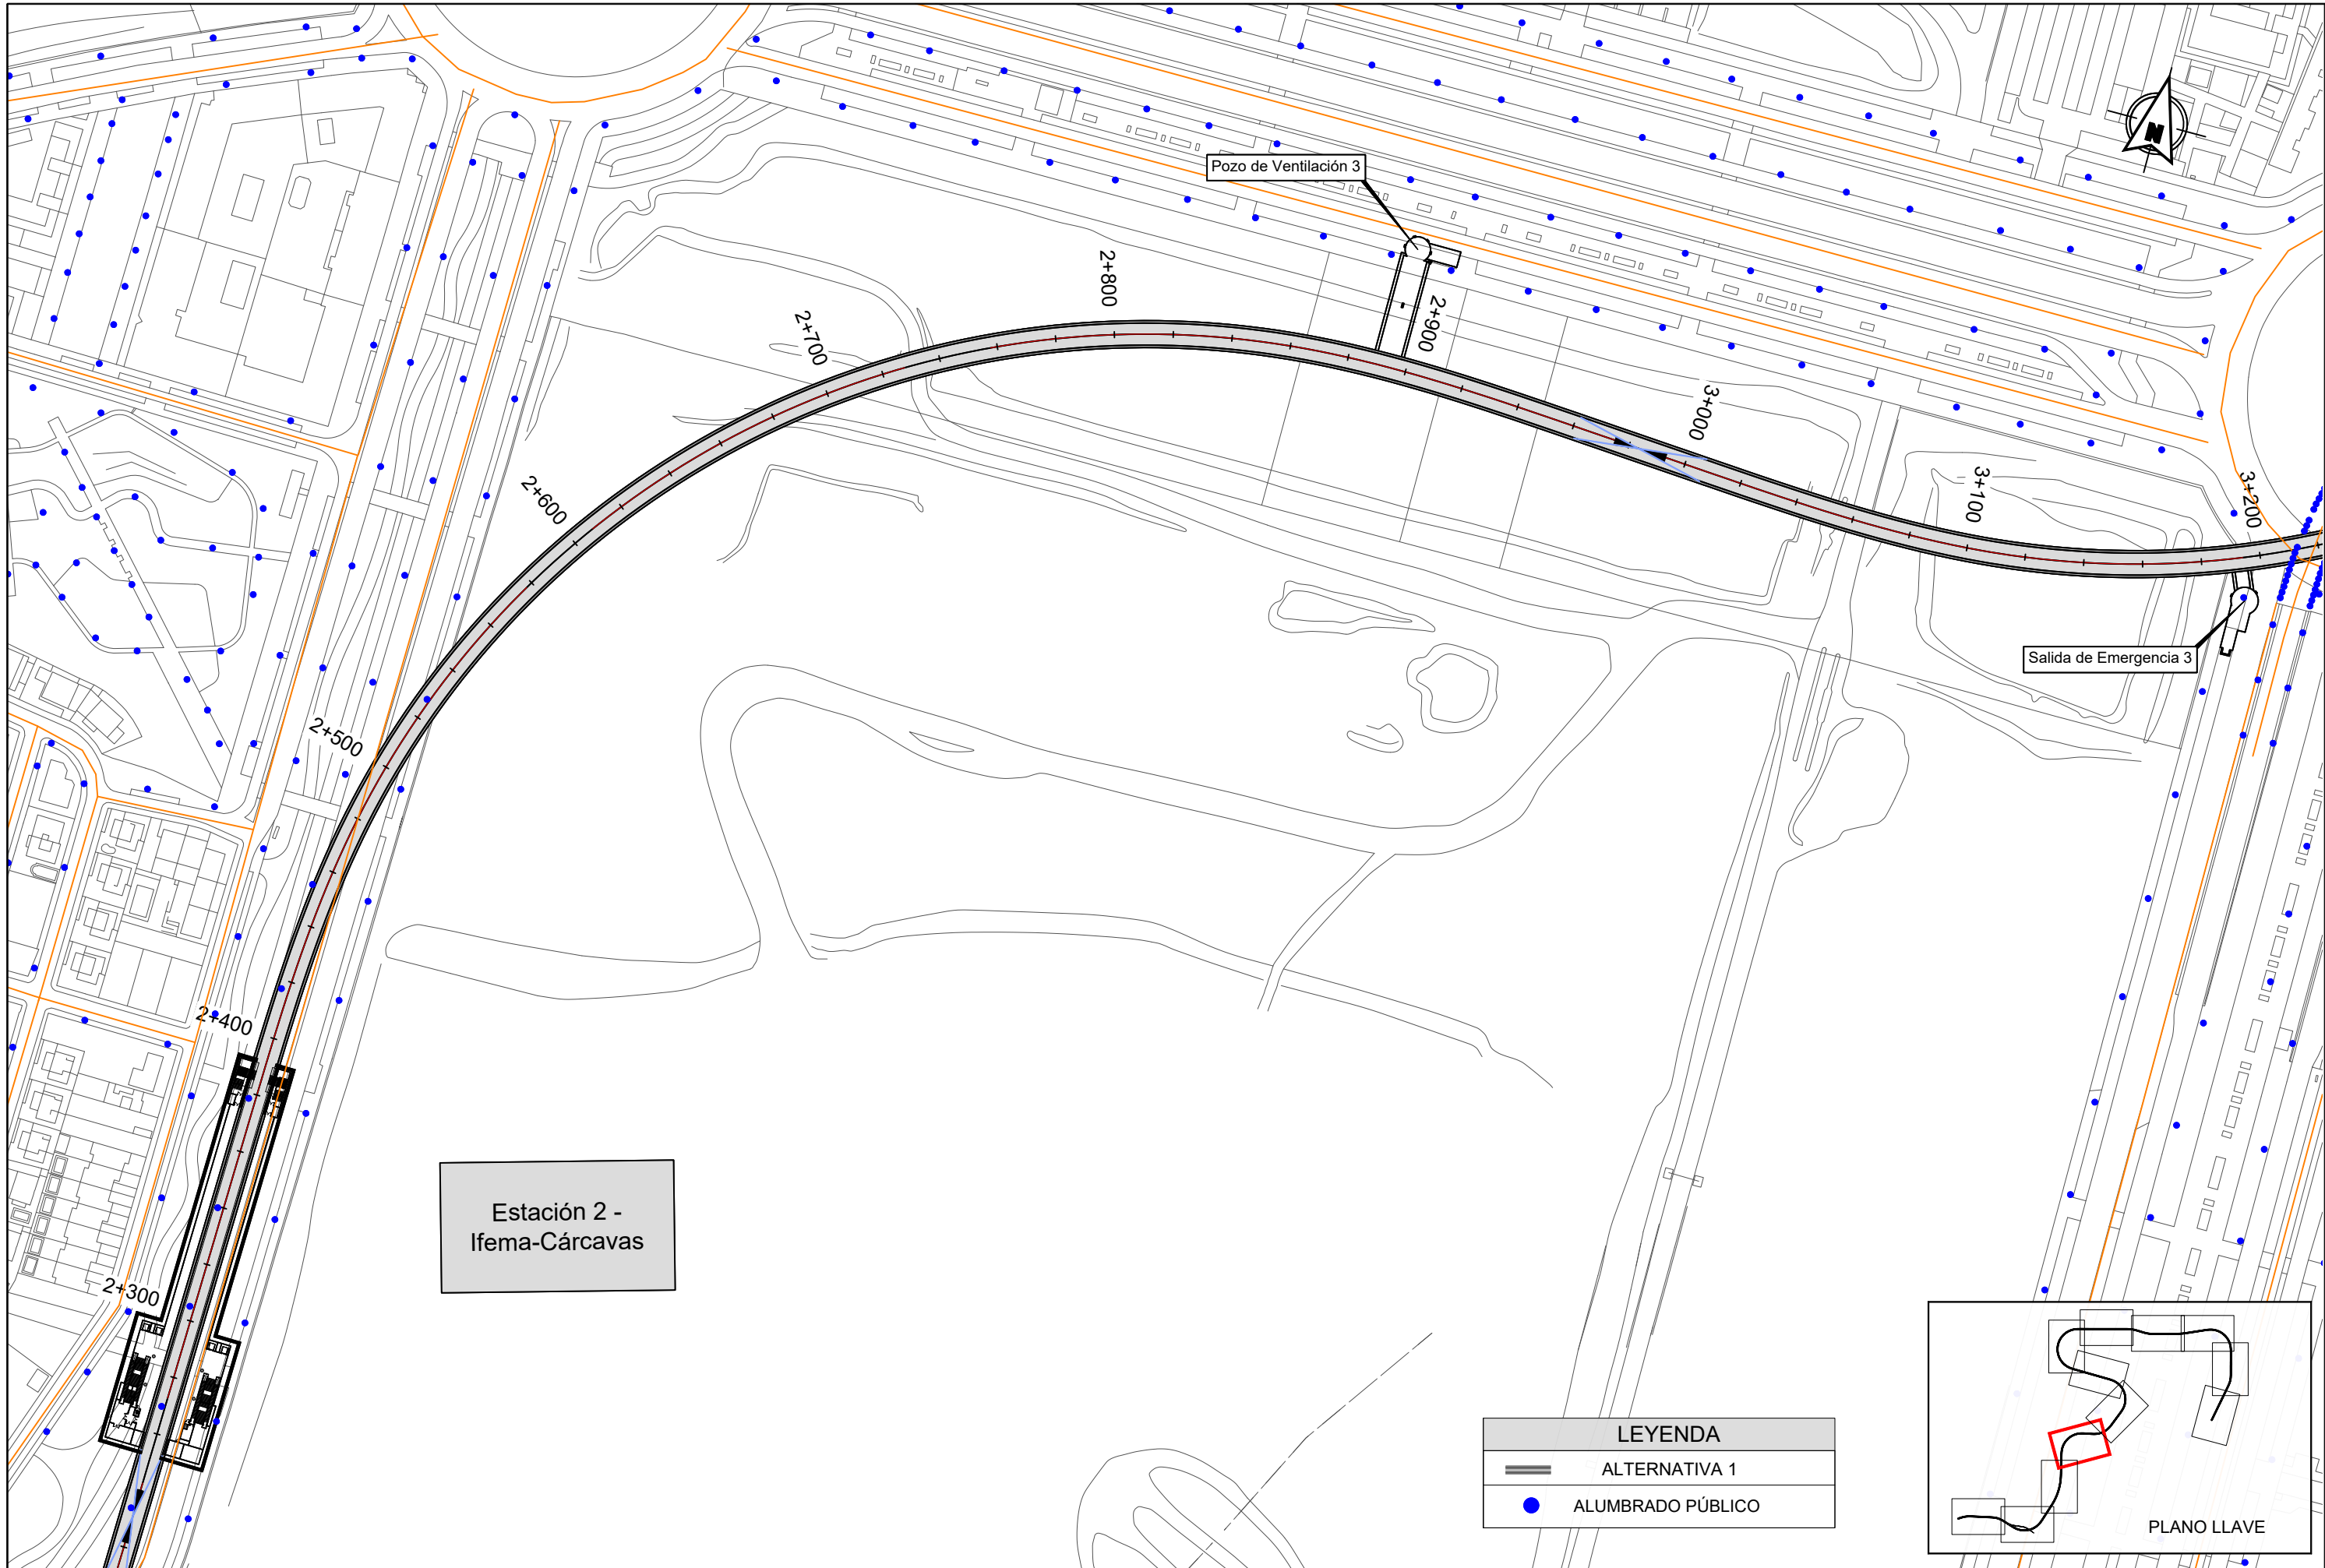 Pozo de Ventilación 3
N
2+800
2+700
2+900
3+000
2+600
3+100
3+200
Salida de Emergencia 3
2+500
2+400
Estación 2 -
Ifema-Cárcavas
2+300
LEYENDA
ALTERNATIVA 1
ALUMBRADO PÚBLICO
PLANO LLAVE